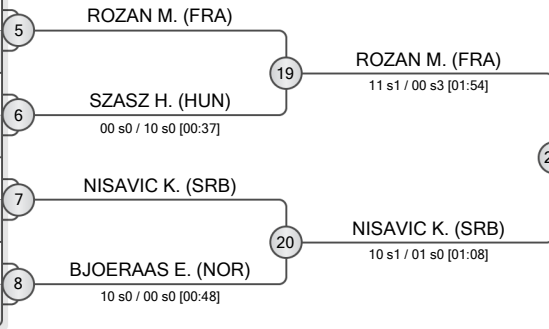 ROZAN M. (FRA)
5
19
ROZAN M. (FRA)
11 s1 / 00 s3 [01:54]
SZASZ H. (HUN)
6
00 s0 / 10 s0 [00:37]
NISAVIC K. (SRB)
7
20
NISAVIC K. (SRB)
10 s1 / 01 s0 [01:08]
BJOERAAS E. (NOR)
8
10 s0 / 00 s0 [00:48]